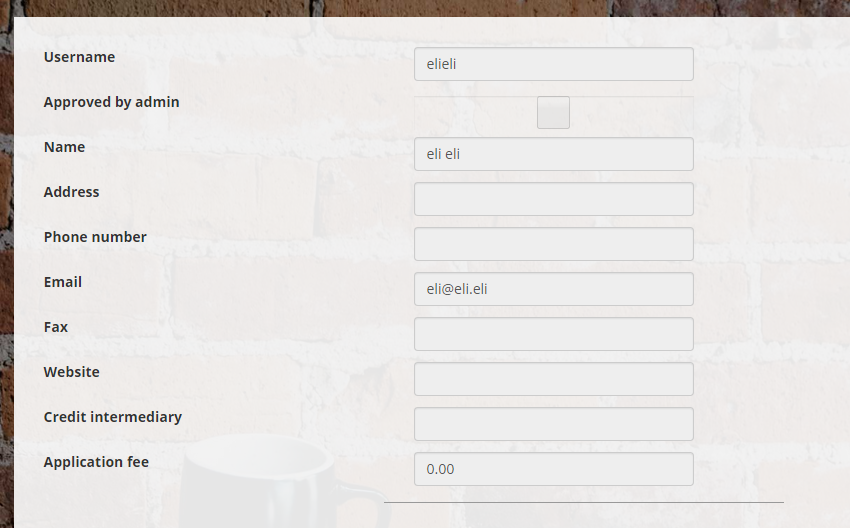 Username
elieli
Approved by admin
Name
eli eli
Address
Phone number
Email
eli@eli.eli
Fax
Website
Credit intermediary
Application fee
0.00